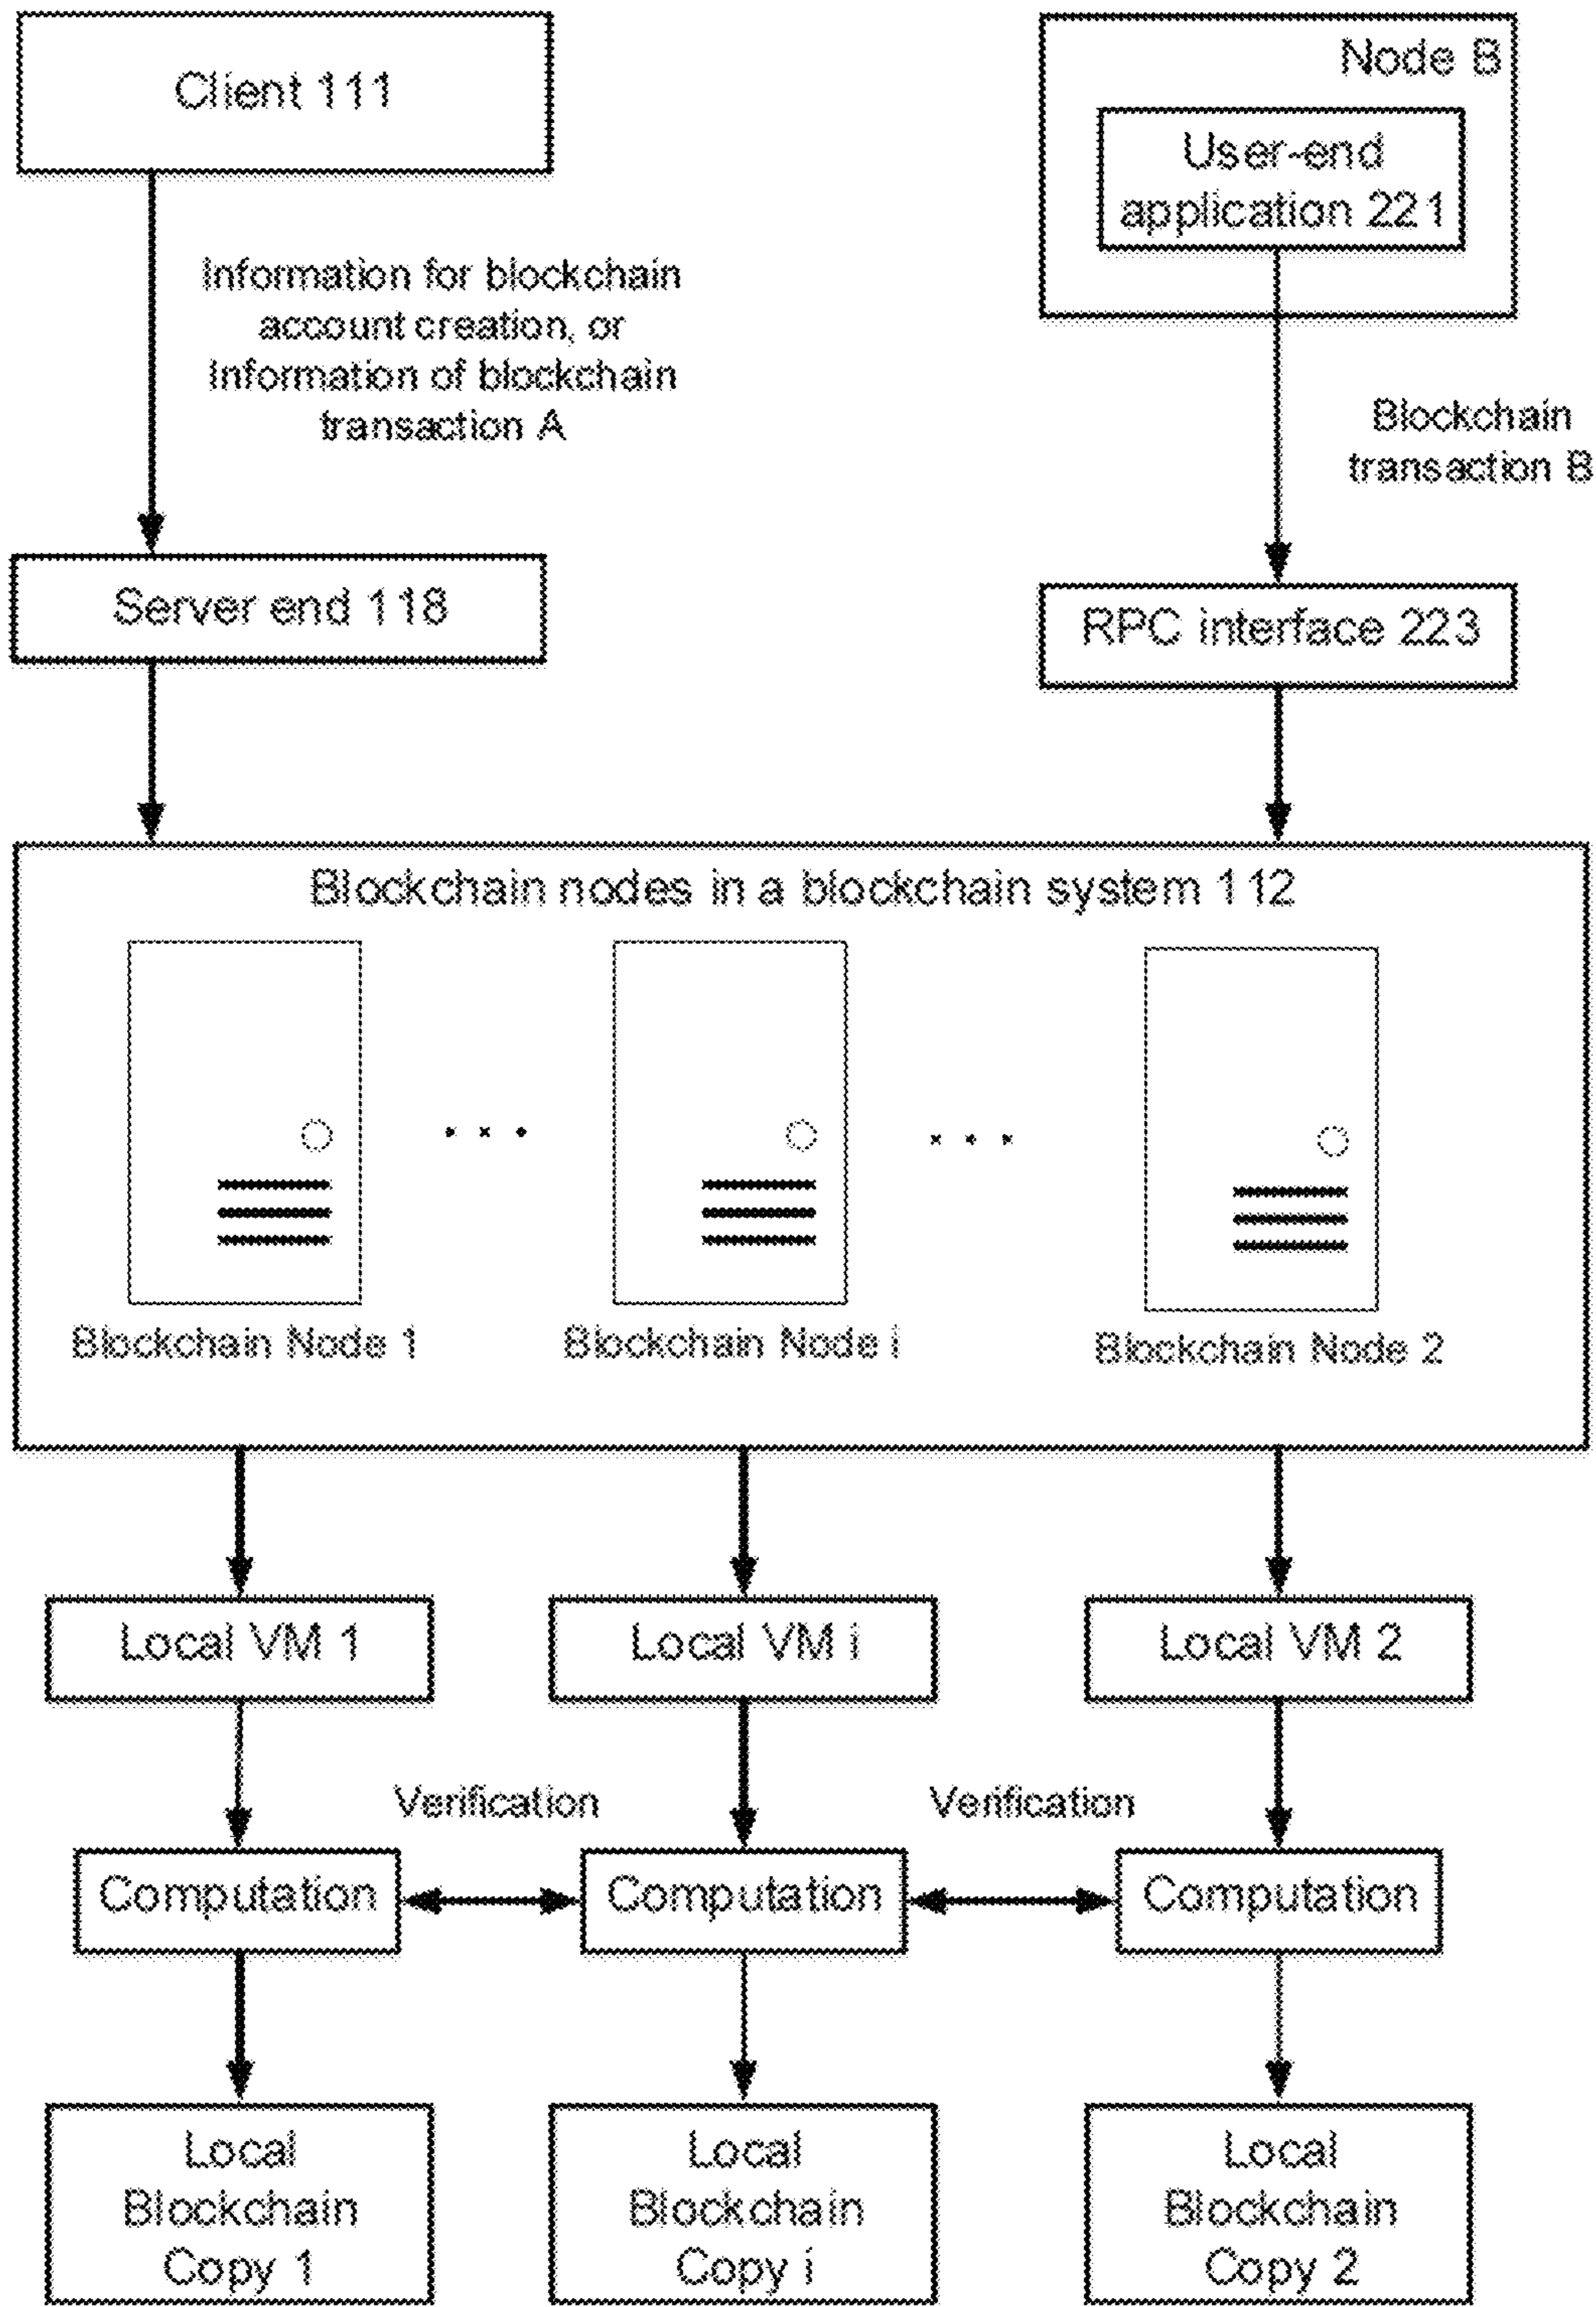 Client 111
Node B
User-end
application 221
Information for blockchain
account creation, or
Information of blockchain
transaction A
Blockchain
transaction B
Server end 118
RPC interface 223
Blockchain nodes in a blockchain system 112
Blockchain Node 1
Blockchain Node i
Blockchain Node 2
Local VM 1
Local VM i
Local VM 2
Verification
Verification
Computation
Computation
Computation
Local
Blockchain
Copy 1
Local
Blockchain
Copy i
Local
Blockchain
Copy 2